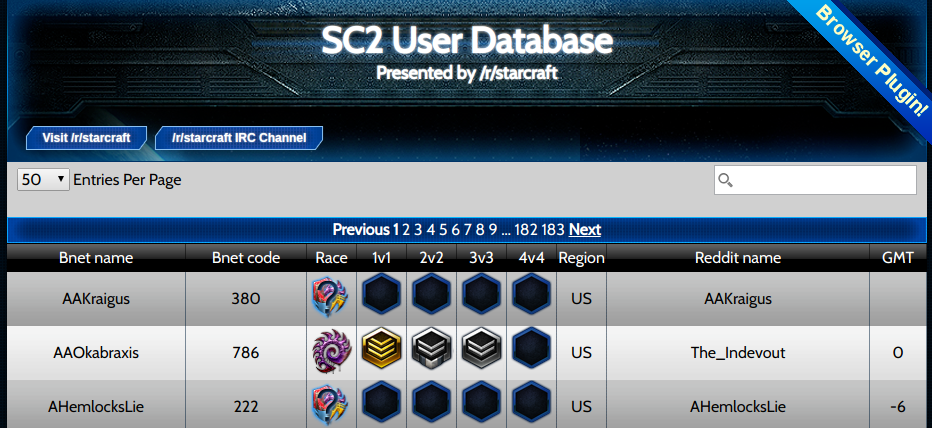 SC2 User Database
Presented by /r/starcraft
Browser Plugin!
Visit /r/starcraft /r/starcraft IRC Channel
50 Entries Per Page
Previous 1 2 3 4 5 6 7 8 9 ... 182 183 Next
Bnet name Bnet code Race 1v1 2v2 3v3 4v4 Region Reddit name GMT
AAKraigus 380 US AAKraigus
AAOkabraxis 786 US The_Indevout 0
AHemlocksLie 222 US AHemlocksLie -6